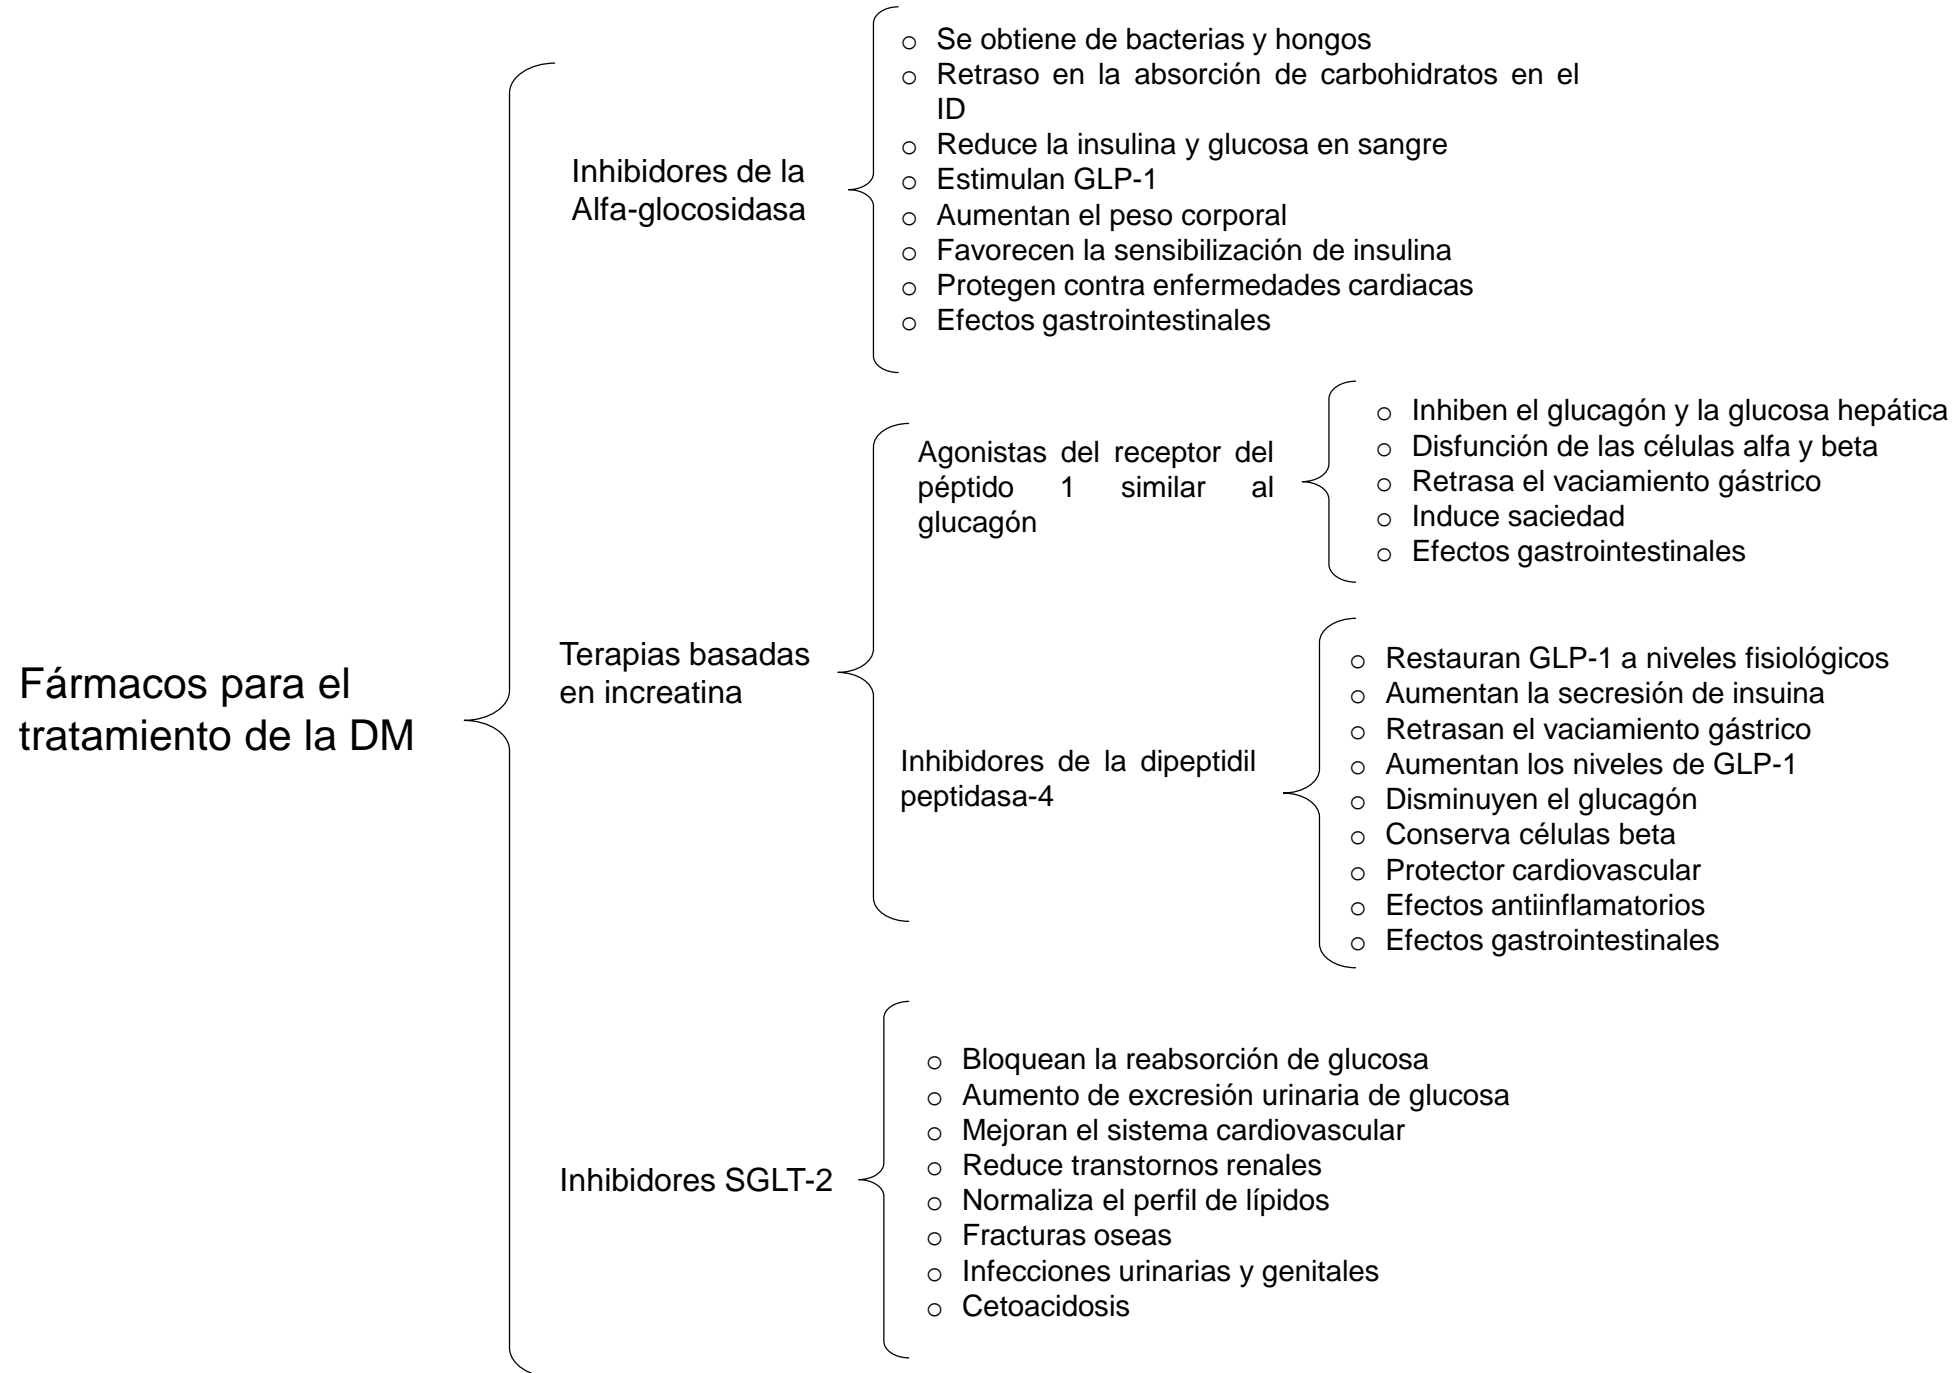 Fármacos para el
tratamiento de la DM
Inhibidores de la
Alfa-glocosidasa
Se obtiene de bacterias y hongos
Retraso en la absorción de carbohidratos en el
ID
Reduce la insulina y glucosa en sangre
Estimulan GLP-1
Aumentan el peso corporal
Favorecen la sensibilización de insulina
Protegen contra enfermedades cardiacas
Efectos gastrointestinales
Terapias basadas
en increatina
Agonistas del receptor del
péptido 1 similar al
glucagón
Inhiben el glucagón y la glucosa hepática
Disfunción de las células alfa y beta
Retrasa el vaciamiento gástrico
Induce saciedad
Efectos gastrointestinales
Inhibidores de la dipeptidil
peptidasa-4
Restauran GLP-1 a niveles fisiológicos
Aumentan la secresión de insuina
Retrasan el vaciamiento gástrico
Aumentan los niveles de GLP-1
Disminuyen el glucagón
Conserva células beta
Protector cardiovascular
Efectos antiinflamatorios
Efectos gastrointestinales
Inhibidores SGLT-2
Bloquean la reabsorción de glucosa
Aumento de excresión urinaria de glucosa
Mejoran el sistema cardiovascular
Reduce transtornos renales
Normaliza el perfil de lípidos
Fracturas oseas
Infecciones urinarias y genitales
Cetoacidosis